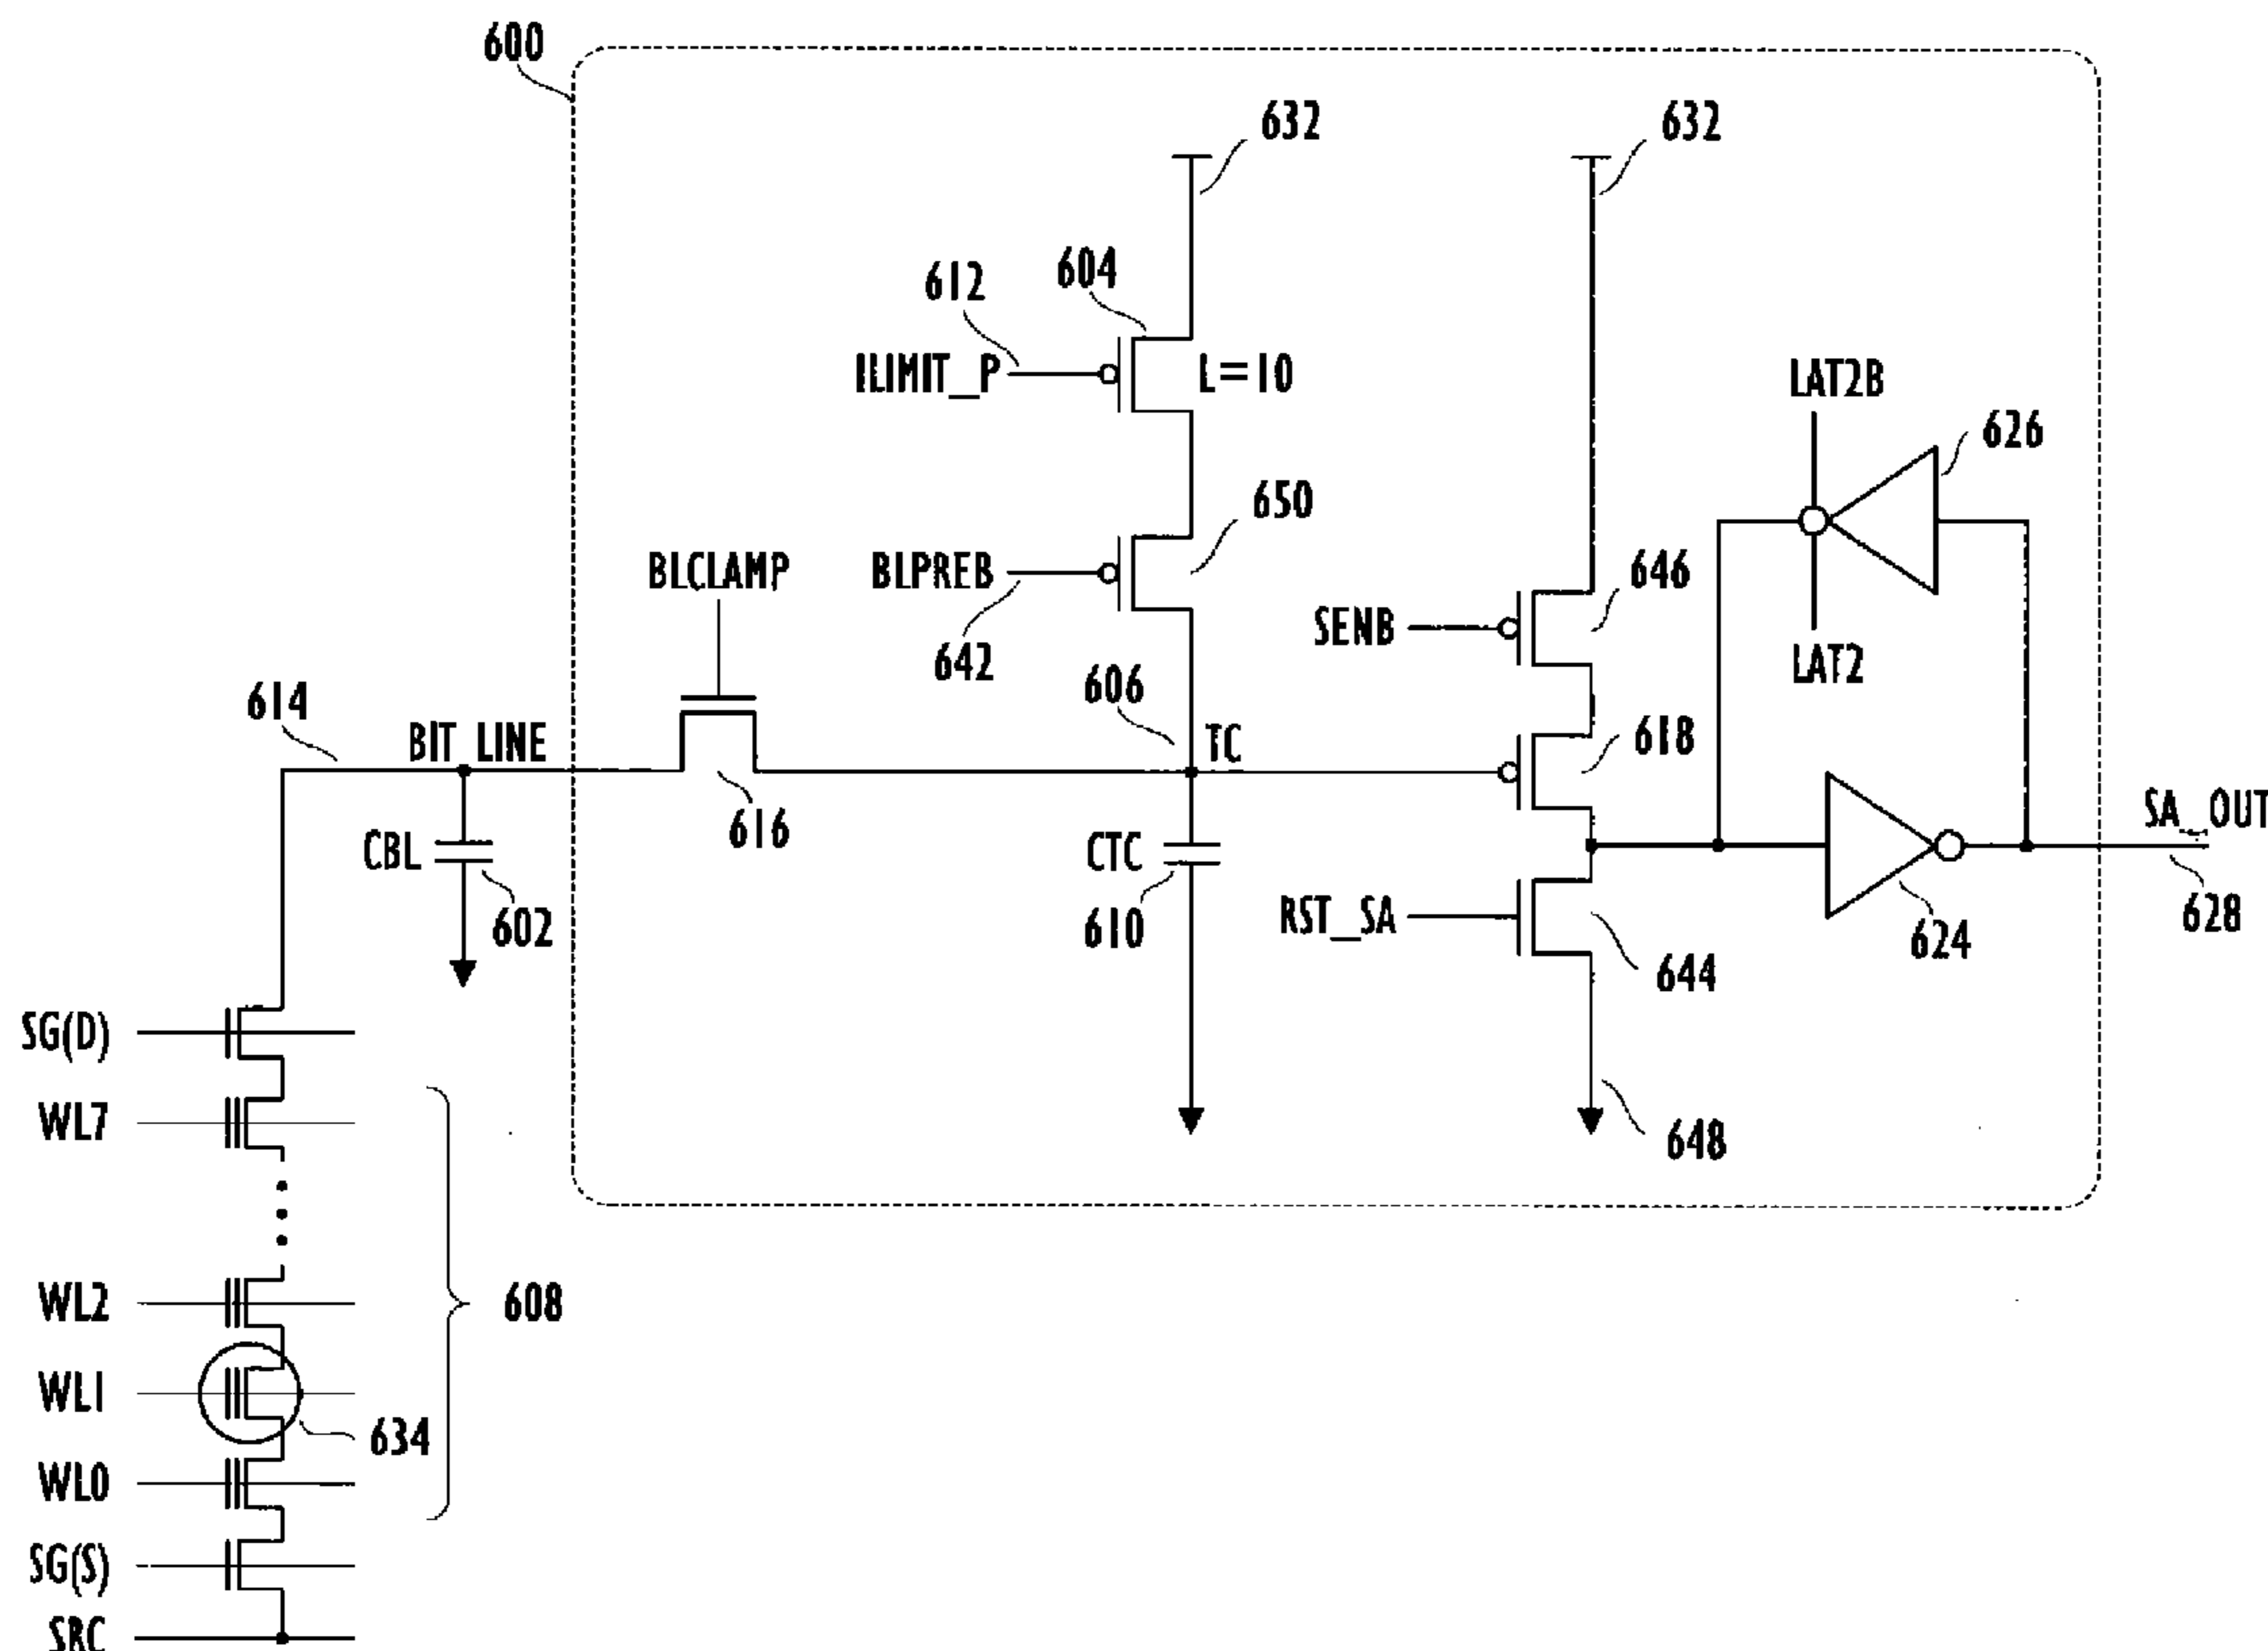 600
632
632
604
612
ILIMIT_P
L=10
LAT2B
626
650
BLCLAMP
BLPREB
646
SENB
642
LAT2
606
614
BIT_LINE
TC
618
SA_OUT
616
CBL
CTC
602
610
RST_SA
624
628
644
SG(D)
WL7
648
WL2
608
WL1
634
WL0
SG(S)
SRC